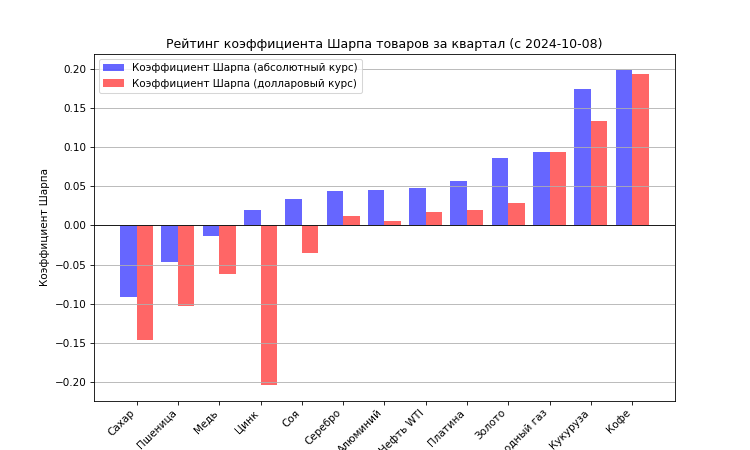 Рейтинг коэффициента Шарпа товаров за квартал (с 2024-10-08)
Коэффициент Шарпа (абсолютный курс)
Коэффициент Шарпа (долларовый курс)
Коэффициент Шарпа
0.20
0.15
0.10
0.05
0.00
−0.05
−0.10
−0.15
−0.20
Сахар
Пшеница
Медь
Цинк
Соя
Серебро
Алюминий
Нефть WTI
Платина
Золото
газ
Кукуруза
Кофе